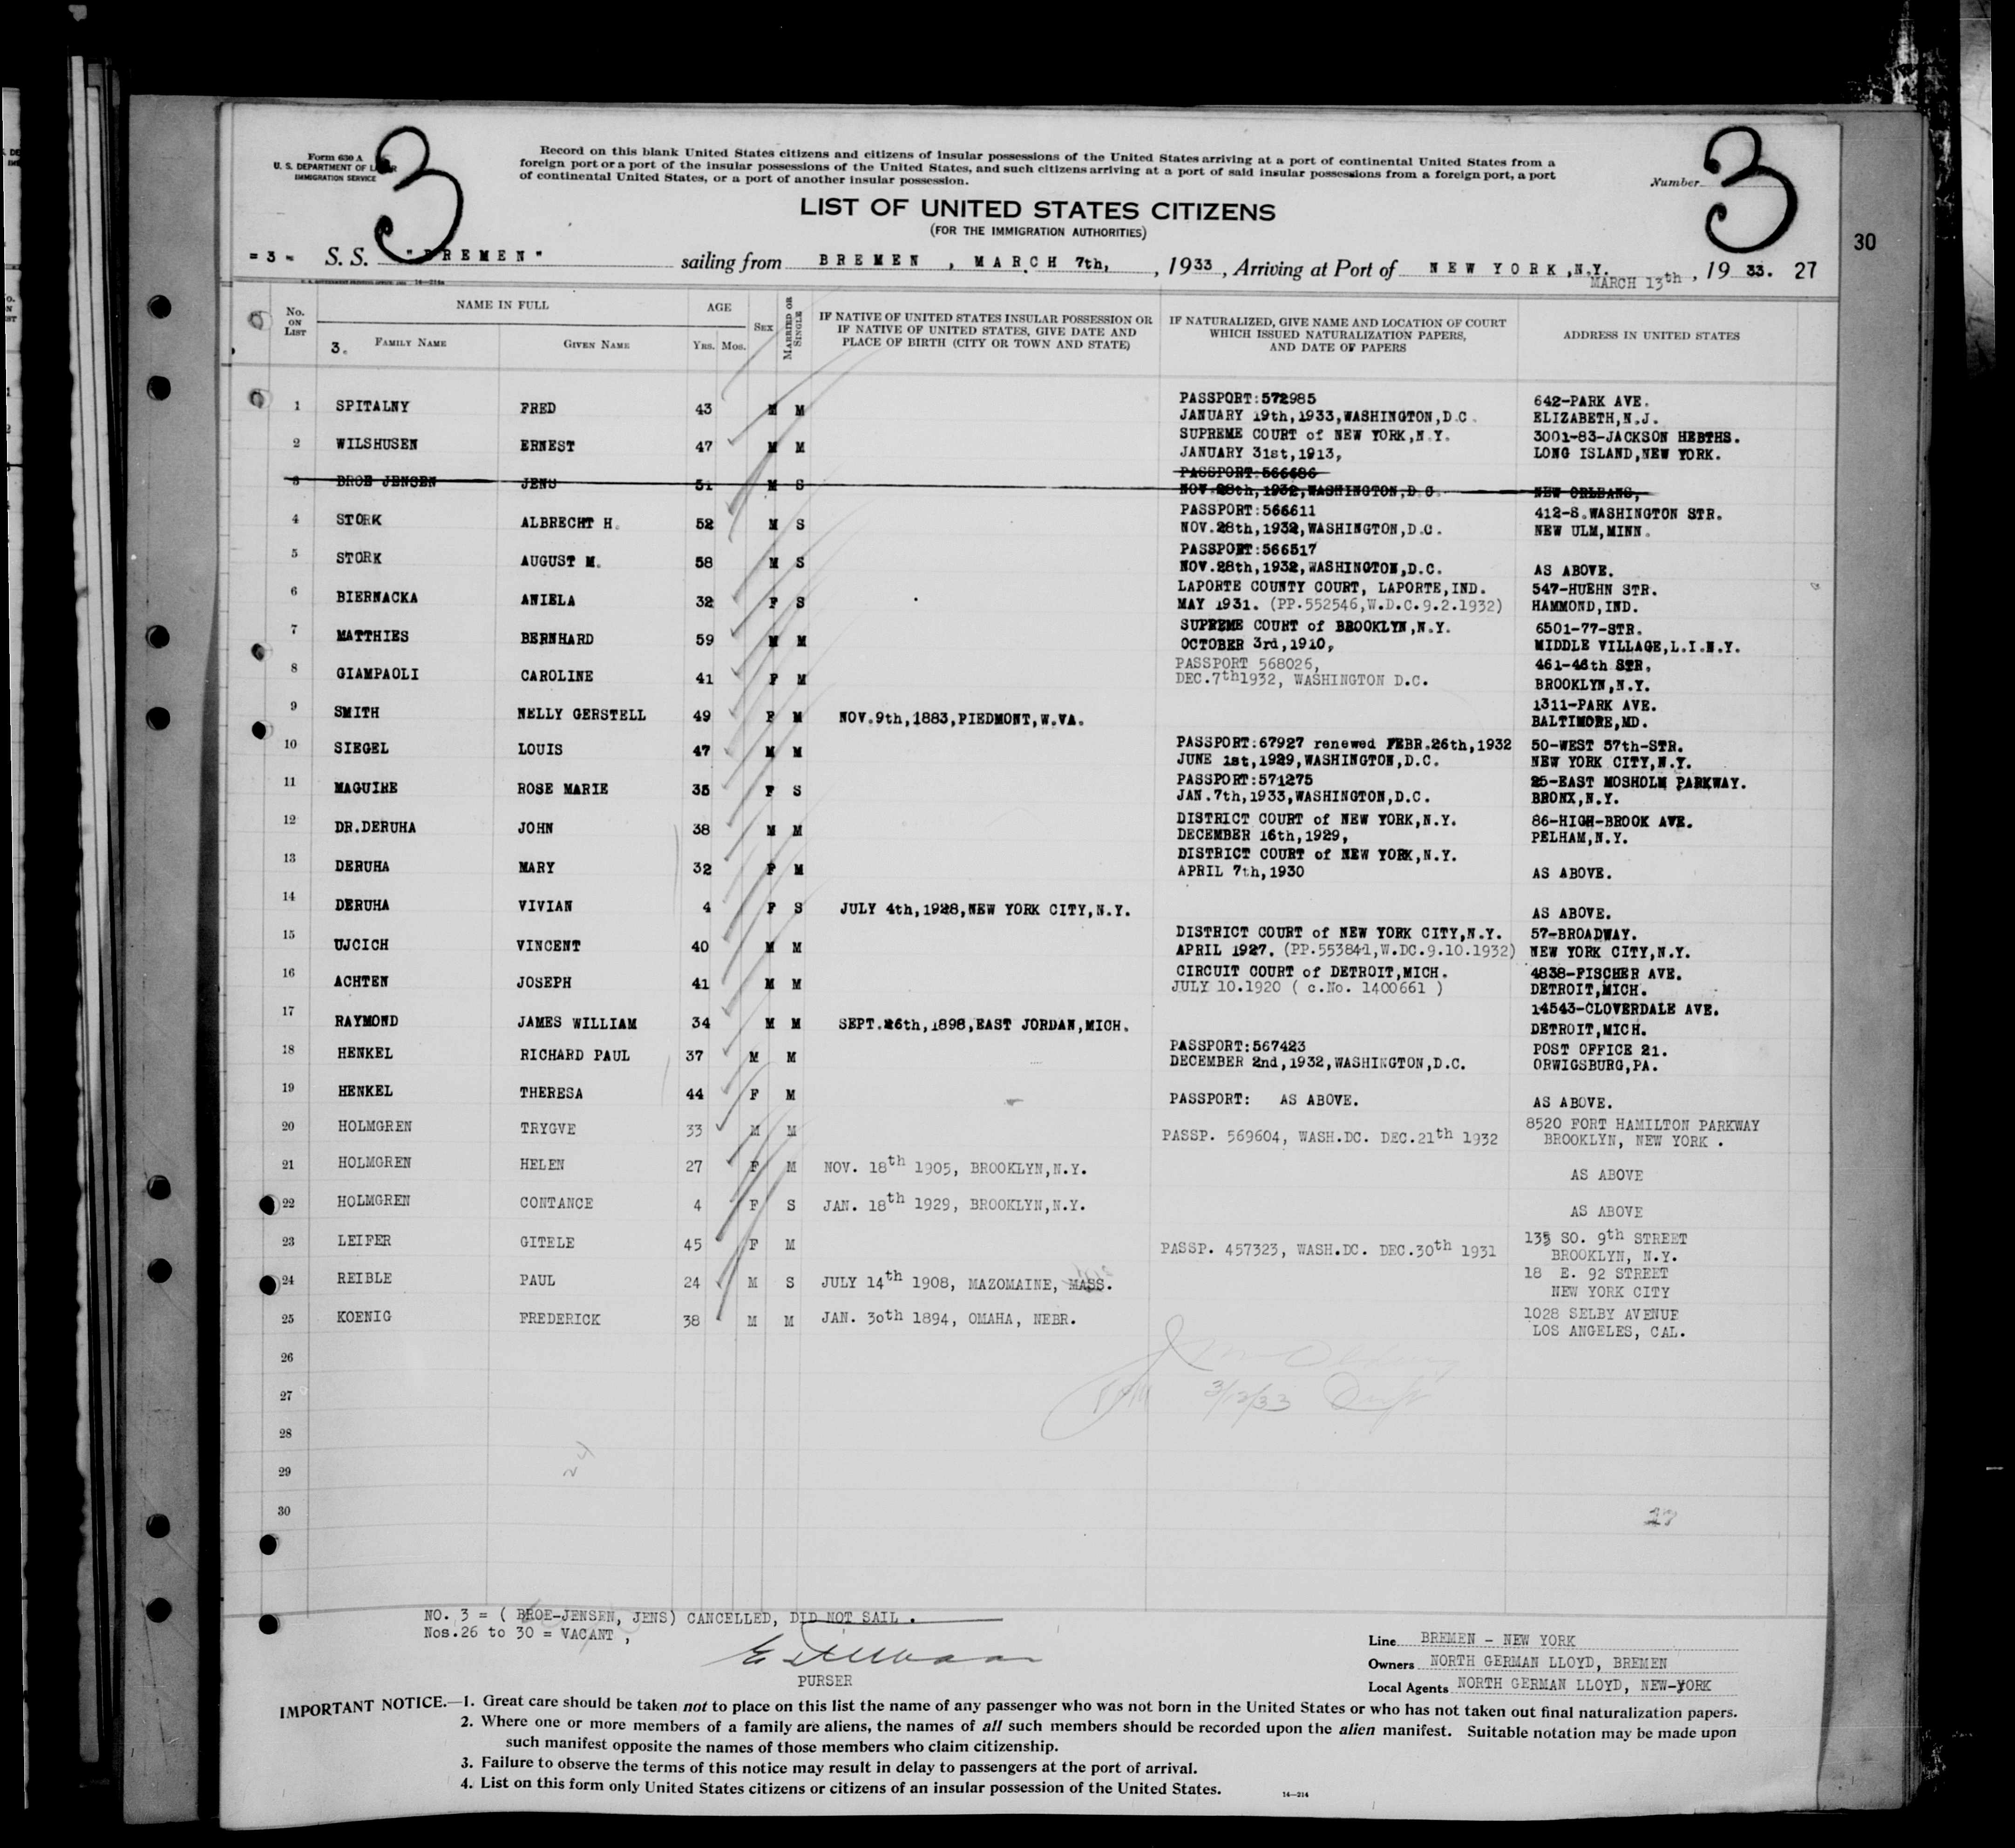 Form 630 A
U. S. DEPARTMENT OF LABOR
IMMIGRATION SERVICE
3
Record on this blank United States citizens and citizens of insular possessions of the United States arriving at a port of continental United States from a
foreign port or a port of the insular possessions of the United States, and such citizens arriving at a port of said insular possessions from a foreign port, a port
of continental United States, or a port of another insular possession.
Number
3
LIST OF UNITED STATES CITIZENS
(FOR THE IMMIGRATION AUTHORITIES)
30
= 3 - S. S. "BREMEN" sailing from BREMEN, MARCH 7th, , 1933 , Arriving at Port of NEW YORK,N.Y. MARCH 13th , 19 33. 27
No. ON LIST
NAME IN FULL
3. FAMILY NAME
GIVEN NAME
AGE
YRS. MOS.
SEX
MARRIED OR SINGLE
IF NATIVE OF UNITED STATES INSULAR POSSESSION OR
IF NATIVE OF UNITED STATES, GIVE DATE AND
PLACE OF BIRTH (CITY OR TOWN AND STATE)
IF NATURALIZED, GIVE NAME AND LOCATION OF COURT
WHICH ISSUED NATURALIZATION PAPERS,
AND DATE OF PAPERS
ADDRESS IN UNITED STATES
1 SPITALNY FRED 43 M M PASSPORT:572985 642-PARK AVE.
JANUARY 19th,1933,WASHINGTON,D.C. ELIZABETH,N.J.
2 WILSHUSEN ERNEST 47 M M SUPREME COURT of NEW YORK,N.Y. 3001-83-JACKSON HEBTHS.
JANUARY 31st,1913, LONG ISLAND,NEW YORK.
3 BROE JENSEN JENS 51 M S PASSPORT:566686
NOV.28th,1932,WASHINGTON,D.C. NEW ORLEANS,
4 STORK ALBRECHT H. 52 M S PASSPORT:566611 412-S.WASHINGTON STR.
NOV.28th,1932,WASHINGTON,D.C. NEW ULM,MINN.
5 STORK AUGUST M. 58 M S PASSPORT:566517
NOV.28th,1932,WASHINGTON,D.C. AS ABOVE.
6 BIERNACKA ANIELA 32 F S LAPORTE COUNTY COURT, LAPORTE,IND. 547-HUEHN STR.
MAY 1931. (PP.552546,W.D.C.9.2.1932) HAMMOND,IND.
7 MATTHIES BERNHARD 59 M M SUPREME COURT of BROOKLYN,N.Y. 6501-77-STR.
OCTOBER 3rd,1910, MIDDLE VILLAGE,L.I.N.Y.
8 GIAMPAOLI CAROLINE 41 F M PASSPORT 568026, 461-46th STR.
DEC.7th1932, WASHINGTON D.C. BROOKLYN,N.Y.
9 SMITH NELLY GERSTELL 49 F M NOV.9th,1883,PIEDMONT,W.VA. 1311-PARK AVE.
BALTIMORE,MD.
10 SIEGEL LOUIS 47 M M PASSPORT:67927 renewed FEBR.26th,1932 50-WEST 57th-STR.
JUNE 1st,1929,WASHINGTON,D.C. NEW YORK CITY,N.Y.
11 MAGUIRE ROSE MARIE 35 F S PASSPORT:571275 25-EAST MOSHOLM PARKWAY.
JAN.7th,1933,WASHINGTON,D.C. BRONX,N.Y.
12 DR.DERUHA JOHN 38 M M DISTRICT COURT of NEW YORK,N.Y. 86-HIGH-BROOK AVE.
DECEMBER 16th,1929, PELHAM,N.Y.
13 DERUHA MARY 32 F M DISTRICT COURT of NEW YORK,N.Y.
APRIL 7th,1930 AS ABOVE.
14 DERUHA VIVIAN 4 F S JULY 4th,1928,NEW YORK CITY,N.Y. AS ABOVE.
15 UJCICH VINCENT 40 M M DISTRICT COURT of NEW YORK CITY,N.Y. 57-BROADWAY.
APRIL 1927. (PP.553841,W.DC.9.10.1932) NEW YORK CITY,N.Y.
16 ACHTEN JOSEPH 41 M M CIRCUIT COURT of DETROIT,MICH. 4838-FISCHER AVE.
JULY 10.1920 ( c.No. 1400661 ) DETROIT,MICH.
17 RAYMOND JAMES WILLIAM 34 M M SEPT.26th,1898,EAST JORDAN,MICH. 14543-CLOVERDALE AVE.
DETROIT,MICH.
18 HENKEL RICHARD PAUL 37 M M PASSPORT:567423 POST OFFICE 21.
DECEMBER 2nd,1932,WASHINGTON,D.C. ORWIGSBURG,PA.
19 HENKEL THERESA 44 F M PASSPORT: AS ABOVE. AS ABOVE.
20 HOLMGREN TRYGVE 33 M M PASSP. 569604, WASH.DC. DEC.21th 1932 8520 FORT HAMILTON PARKWAY
BROOKLYN, NEW YORK .
21 HOLMGREN HELEN 27 F M NOV. 18th 1905, BROOKLYN,N.Y. AS ABOVE
22 HOLMGREN CONTANCE 4 F S JAN. 18th 1929, BROOKLYN,N.Y. AS ABOVE
23 LEIFER GITELE 45 F M PASSP. 457323, WASH.DC. DEC.30th 1931 135 SO. 9th STREET
BROOKLYN, N.Y.
24 REIBLE PAUL 24 M S JULY 14th 1908, MAZOMAINE, MASS. 18 E. 92 STREET
NEW YORK CITY
25 KOENIG FREDERICK 38 M M JAN. 30th 1894, OMAHA, NEBR. 1028 SELBY AVENUE
LOS ANGELES, CAL.
26
27 3/13/33
28
29
30 27
NO. 3 = ( BROE-JENSEN, JENS) CANCELLED, DID NOT SAIL .
Nos.26 to 30 = VACANT ,
PURSER
Line BREMEN - NEW YORK
Owners NORTH GERMAN LLOYD, BREMEN
Local Agents NORTH GERMAN LLOYD, NEW-YORK
IMPORTANT NOTICE.—1. Great care should be taken not to place on this list the name of any passenger who was not born in the United States or who has not taken out final naturalization papers.
2. Where one or more members of a family are aliens, the names of all such members should be recorded upon the alien manifest. Suitable notation may be made upon
such manifest opposite the names of those members who claim citizenship.
3. Failure to observe the terms of this notice may result in delay to passengers at the port of arrival.
4. List on this form only United States citizens or citizens of an insular possession of the United States.
14—214